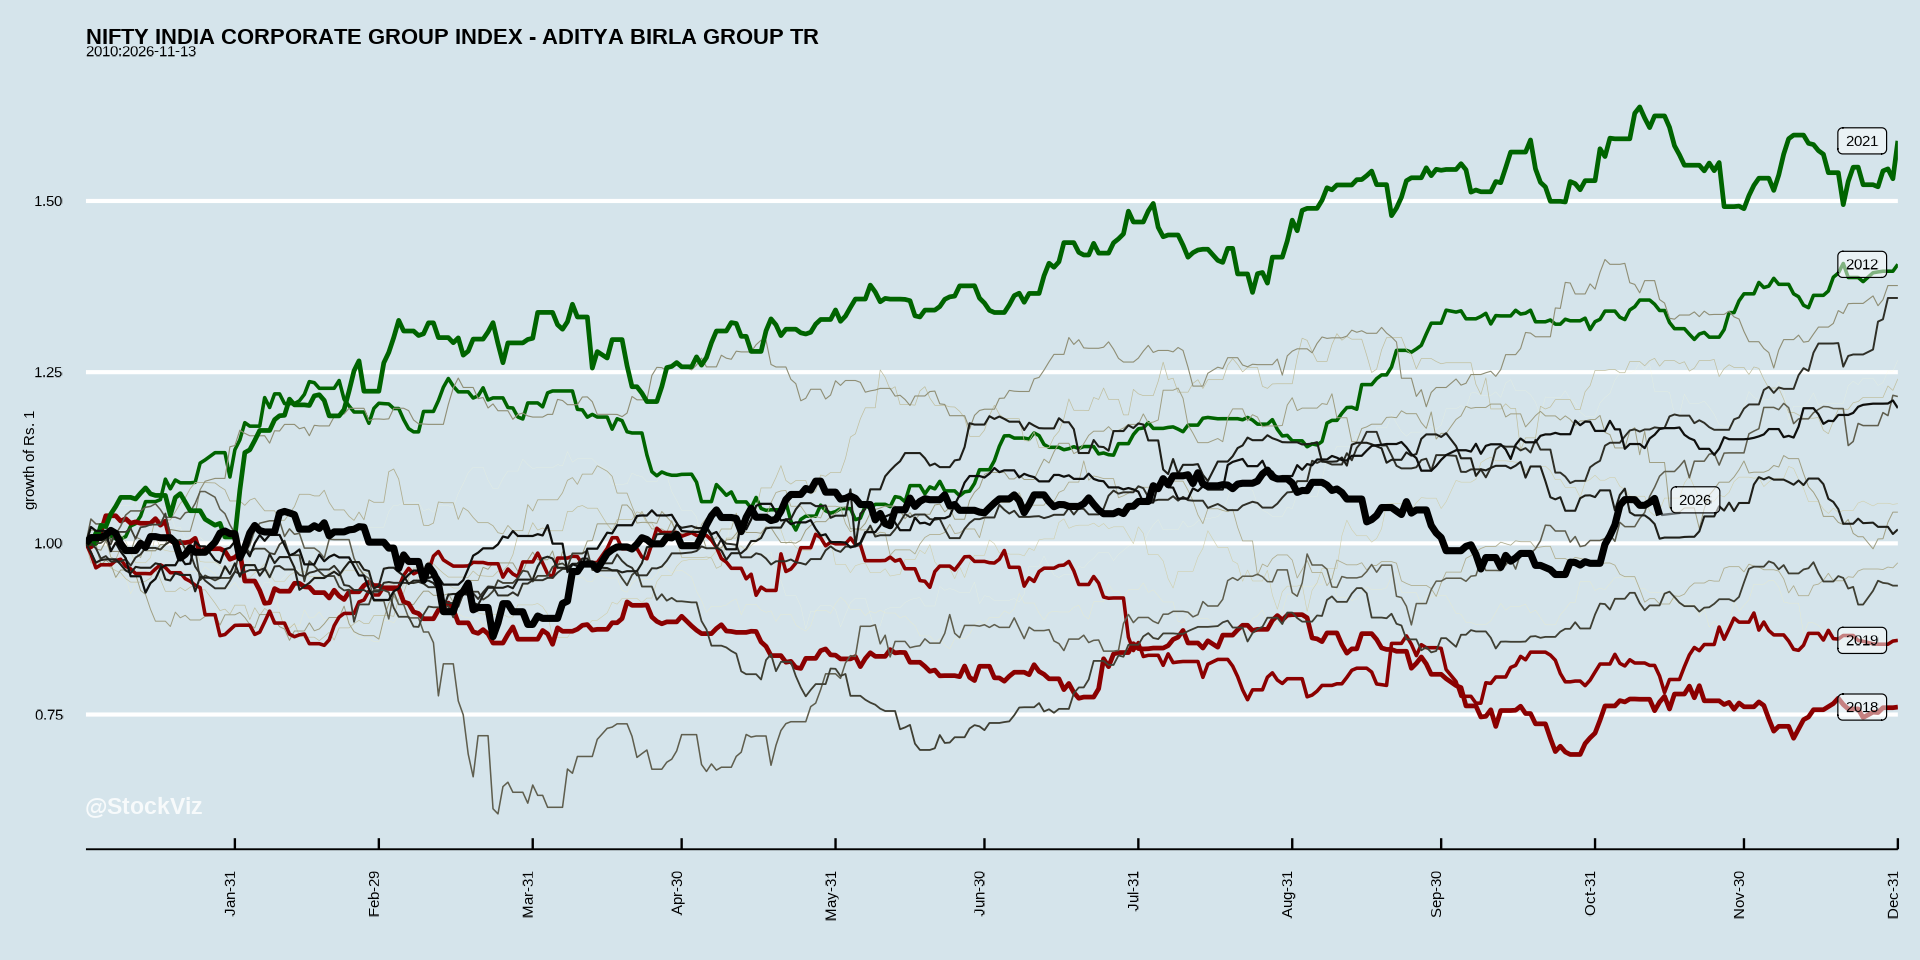 NIFTY INDIA CORPORATE GROUP INDEX - ADITYA BIRLA GROUP TR
2010:2026-11-13
growth of Rs. 1
1.50
1.25
1.00
0.75
2021
2012
2026
2019
2018
@StockViz
Jan-31
Feb-29
Mar-31
Apr-30
May-31
Jun-30
Jul-31
Aug-31
Sep-30
Oct-31
Nov-30
Dec-31